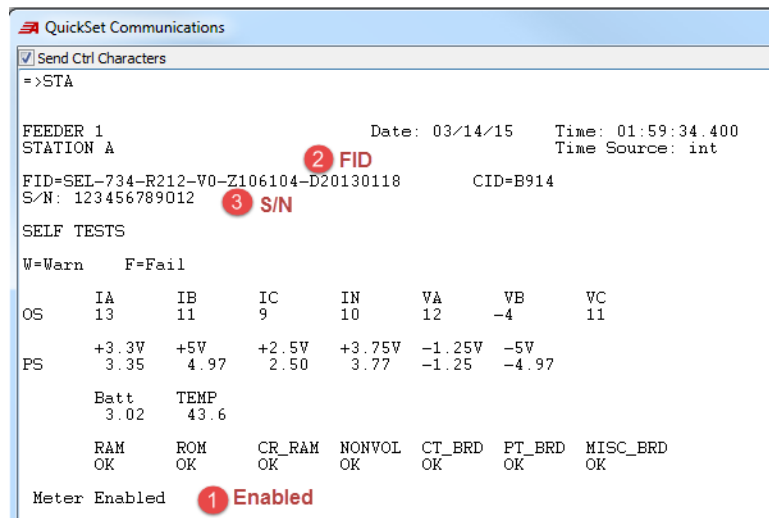 QuickSet Communications
Send Ctrl Characters
=>STA
FEEDER 1 Date: 03/14/15 Time: 01:59:34.400
STATION A Time Source: int
2 FID
FID=SEL-734-R212-V0-Z106104-D20130118 CID=B914
S/N: 123456789012 3 S/N
SELF TESTS
W=Warn F=Fail
IA IB IC IN VA VB VC
OS 13 11 9 10 12 -4 11
+3.3V +5V +2.5V +3.75V -1.25V -5V
PS 3.35 4.97 2.50 3.77 -1.25 -4.97
Batt TEMP
3.02 43.6
RAM ROM CR_RAM NONVOL CT_BRD PT_BRD MISC_BRD
OK OK OK OK OK OK OK
Meter Enabled 1 Enabled